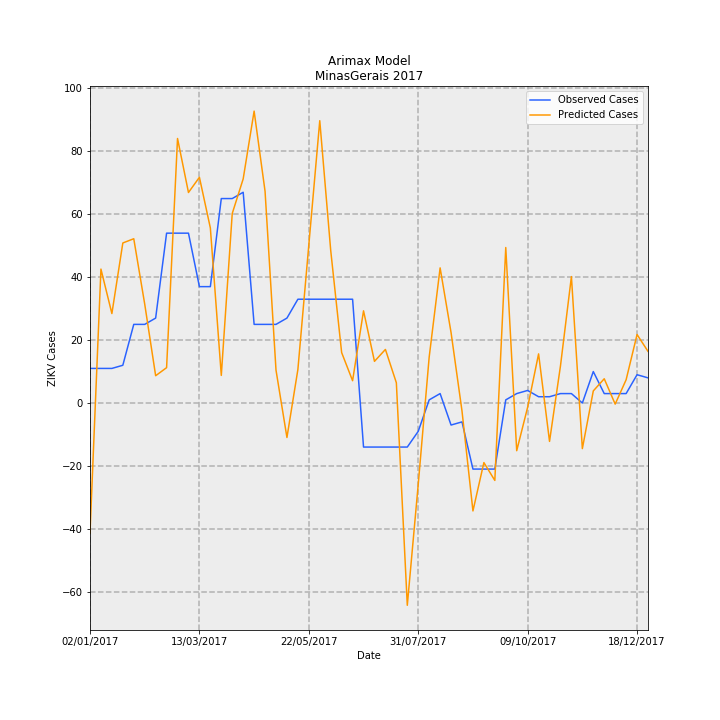 Arimax Model
MinasGerais 2017
Observed Cases
Predicted Cases
ZIKV Cases
100
80
60
40
20
0
−20
−40
−60
02/01/2017
13/03/2017
22/05/2017
31/07/2017
09/10/2017
18/12/2017
Date